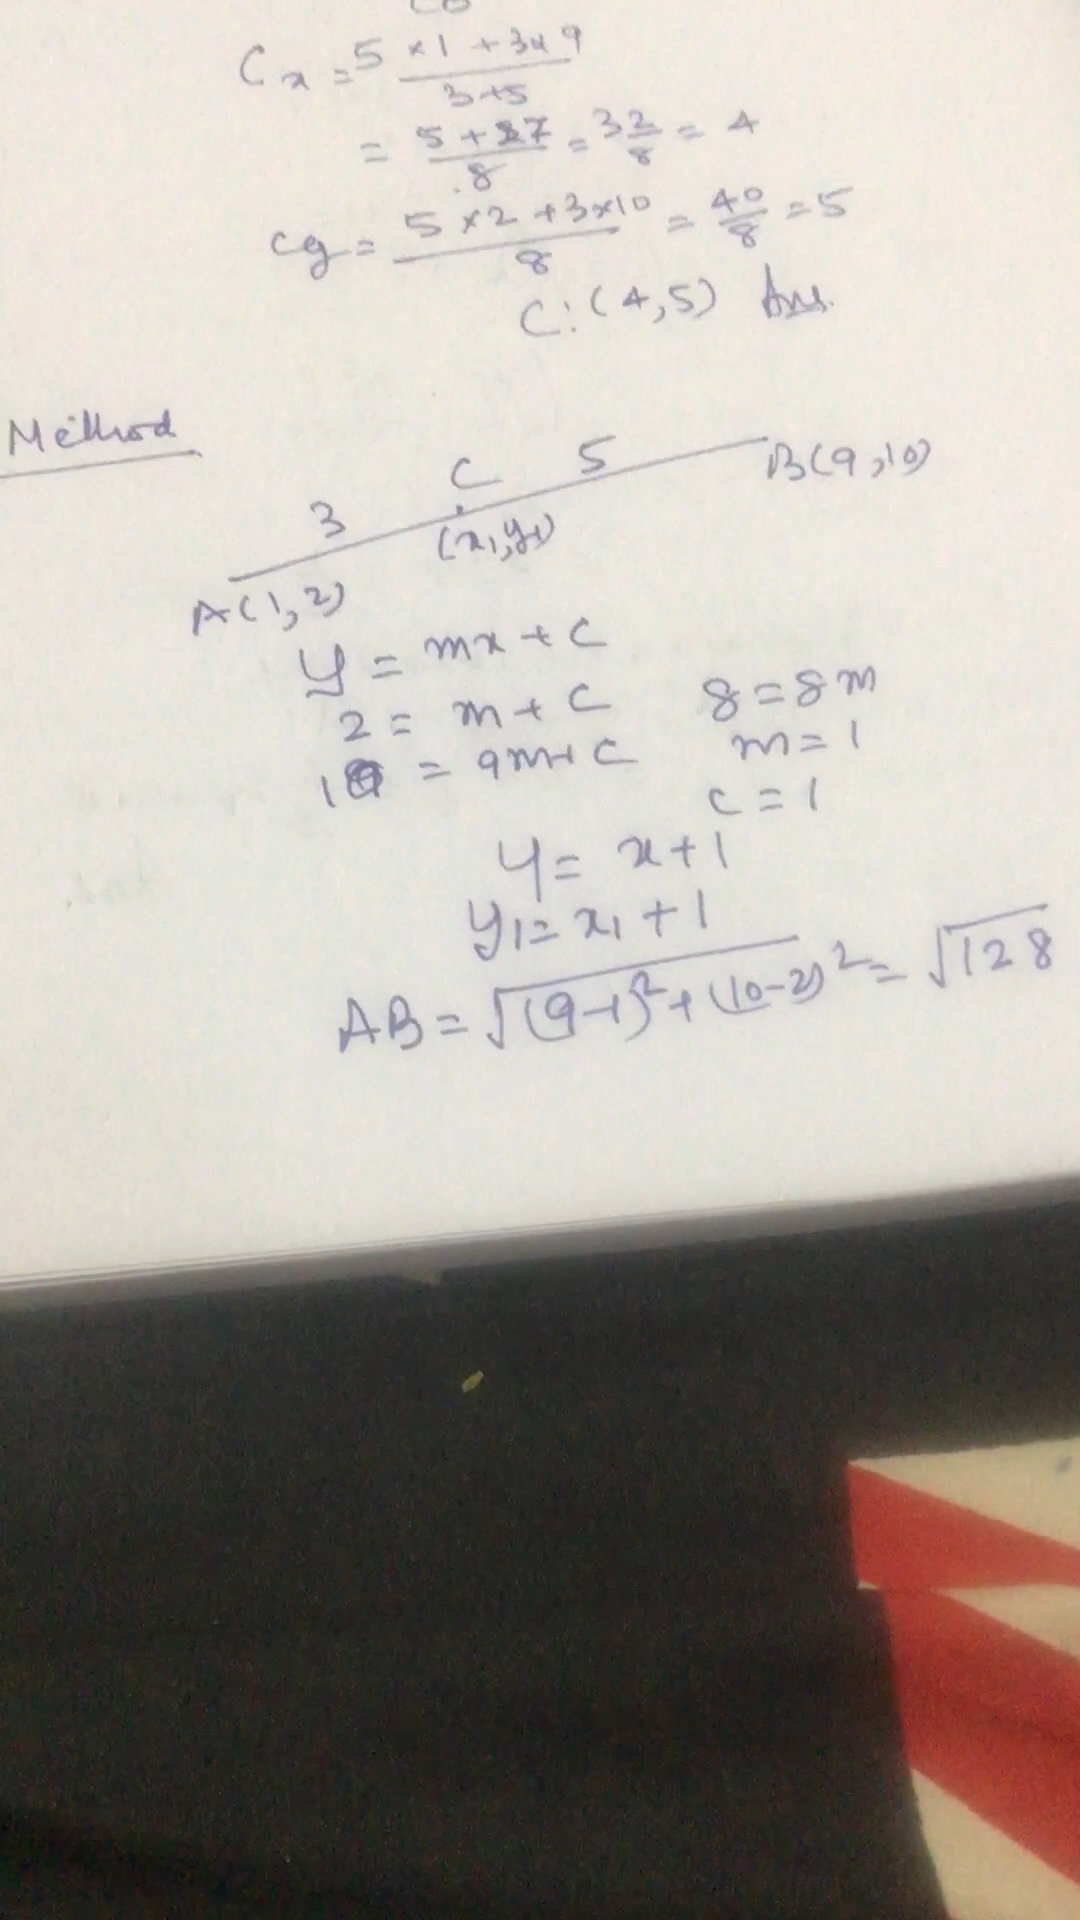 Cx = 5 × 1 + 3 × 9 / 3+5
= 5 + 27 / 8 = 32/8 = 4
Cy = 5 × 2 + 3 × 10 / 8 = 40/8 = 5
C : (4, 5) Ans.
Method
3 C 5 B(9, 10)
(x1, y1)
A(1, 2)
y = mx + c
2 = m + c 8 = 8m
10 = 9m + c m = 1
c = 1
y = x + 1
y1 = x1 + 1
AB = √(9-1)² + (10-2)² = √128